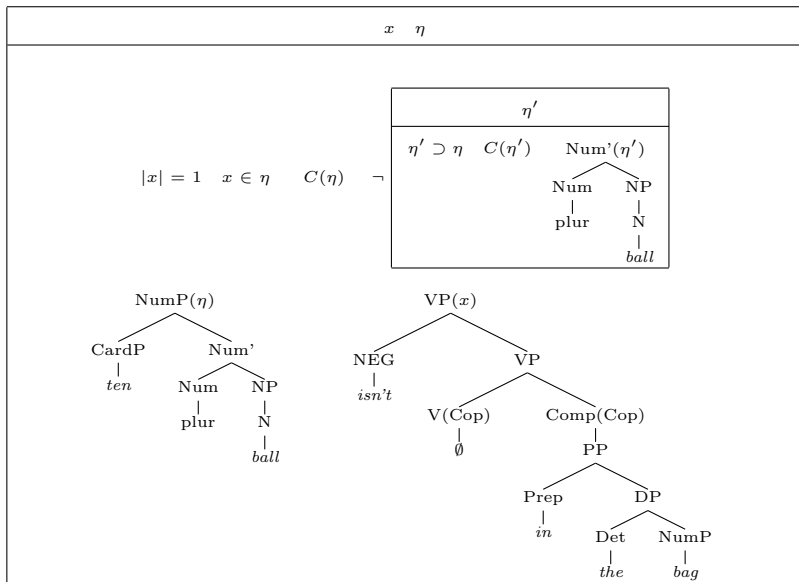 x η
η′
η′ ⊃ η C(η′) Num'(η′)
|x| = 1 x ∈ η C(η) ¬
Num NP
plur N
ball
NumP(η) VP(x)
CardP Num' NEG VP
ten Num NP isn't V(Cop) Comp(Cop)
plur N ∅ PP
ball Prep DP
in Det NumP
the bag